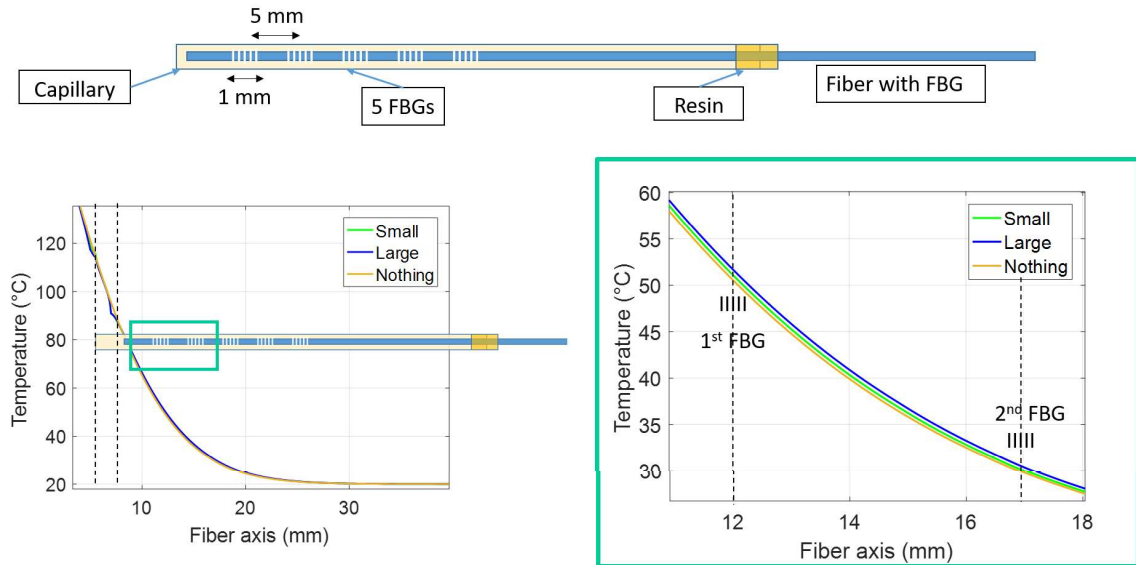 5 mm
Capillary
1 mm
5 FBGs
Resin
Fiber with FBG
Temperature (°C)
120
100
80
60
40
20
Small
Large
Nothing
10
20
30
Fiber axis (mm)
Temperature (°C)
60
55
50
45
40
35
30
Small
Large
Nothing
1st FBG
2nd FBG
12
14
16
18
Fiber axis (mm)